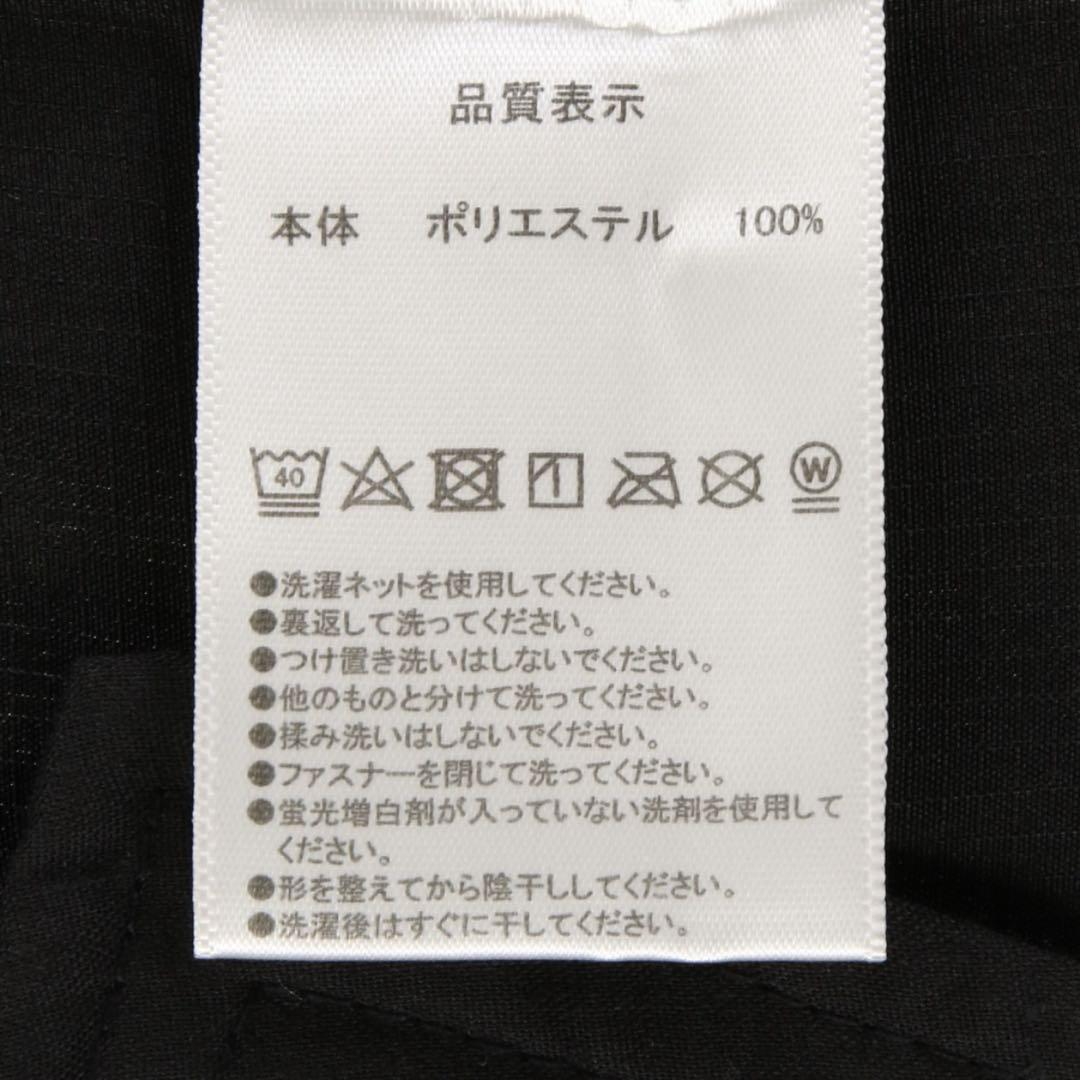 品質表示
本体 ポリエステル 100%
40 W
●洗濯ネットを使用してください。
●裏返して洗ってください。
●つけ置き洗いはしないでください。
●他のものと分けて洗ってください。
●揉み洗いはしないでください。
●ファスナーを閉じて洗ってください。
●蛍光増白剤が入っていない洗剤を使用して
ください。
●形を整えてから陰干ししてください。
●洗濯後はすぐに干してください。